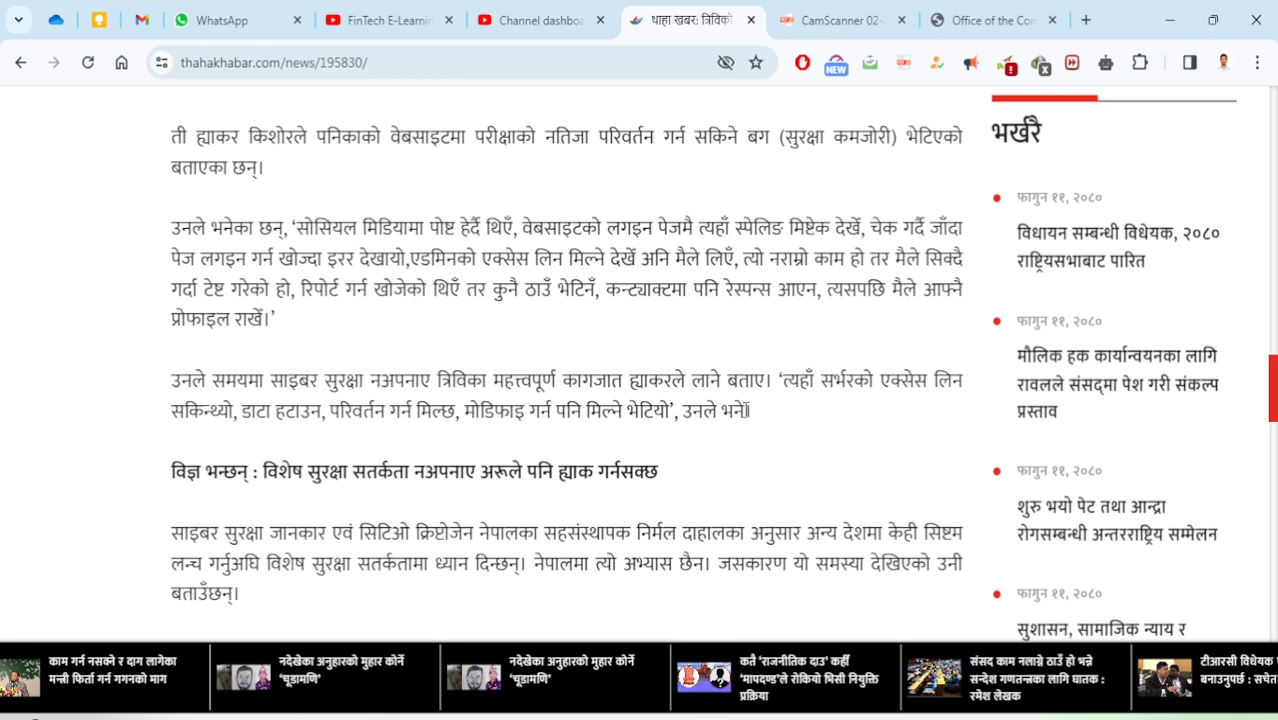 WhatsApp
FinTech E-Learni
Channel dashboa
थाहा खबर: त्रिविको
CamScanner 02-
Office of the Con
thahakhabar.com/news/195830/
NEW
ती ह्याकर किशोरले पनिकाको वेबसाइटमा परीक्षाको नतिजा परिवर्तन गर्न सकिने बग (सुरक्षा कमजोरी) भेटिएको
बताएका छन्।
उनले भनेका छन्, ‘सोसियल मिडियामा पोष्ट हेर्दै थिएँ, वेबसाइटको लगइन पेजमै त्यहाँ स्पेलिङ मिष्टेक देखेँ, चेक गर्दै जाँदा
पेज लगइन गर्न खोज्दा इरर देखायो,एडमिनको एक्सेस लिन मिल्ने देखेँ अनि मैले लिएँ, त्यो नराम्रो काम हो तर मैले सिक्दै
गर्दा टेष्ट गरेको हो, रिपोर्ट गर्न खोजेको थिएँ तर कुनै ठाउँ भेटिनँ, कन्ट्याक्टमा पनि रेस्पन्स आएन, त्यसपछि मैले आफ्नै
प्रोफाइल राखेँ।’
उनले समयमा साइबर सुरक्षा नअपनाए त्रिविका महत्त्वपूर्ण कागजात ह्याकरले लाने बताए। ‘त्यहाँ सर्भरको एक्सेस लिन
सकिन्थ्यो, डाटा हटाउन, परिवर्तन गर्न मिल्छ, मोडिफाइ गर्न पनि मिल्ने भेटियो’, उनले भने।
विज्ञ भन्छन् : विशेष सुरक्षा सतर्कता नअपनाए अरूले पनि ह्याक गर्नसक्छ
साइबर सुरक्षा जानकार एवं सिटिओ क्रिप्टोजेन नेपालका सहसंस्थापक निर्मल दाहालका अनुसार अन्य देशमा केही सिष्टम
लन्च गर्नुअघि विशेष सुरक्षा सतर्कतामा ध्यान दिन्छन्। नेपालमा त्यो अभ्यास छैन। जसकारण यो समस्या देखिएको उनी
बताउँछन्।
भर्खरै
फागुन ११, २०८०
विधायन सम्बन्धी विधेयक, २०८०
राष्ट्रियसभाबाट पारित
फागुन ११, २०८०
मौलिक हक कार्यान्वयनका लागि
रावलले संसद्‌मा पेश गरी संकल्प
प्रस्ताव
फागुन ११, २०८०
शुरु भयो पेट तथा आन्द्रा
रोगसम्बन्धी अन्तरराष्ट्रिय सम्मेलन
फागुन ११, २०८०
सुशासन, सामाजिक न्याय र
काम गर्न नसक्ने र दाग लागेका
मन्त्री फिर्ता गर्न गगनको माग
नदेखेका अनुहारको मुहार कोर्ने
‘चूडामणि’
नदेखेका अनुहारको मुहार कोर्ने
‘चूडामणि’
कतै ‘राजनीतिक दाउ’ कहीँ
‘मापदण्ड’ले रोकियो भिसी नियुक्ति
प्रक्रिया
संसद काम नलाग्ने ठाउँ हो भन्ने
सन्देश गणतन्त्रका लागि घातक :
रमेश लेखक
टीआरसी विधेयक
बनाउनुपर्छ : सचेत